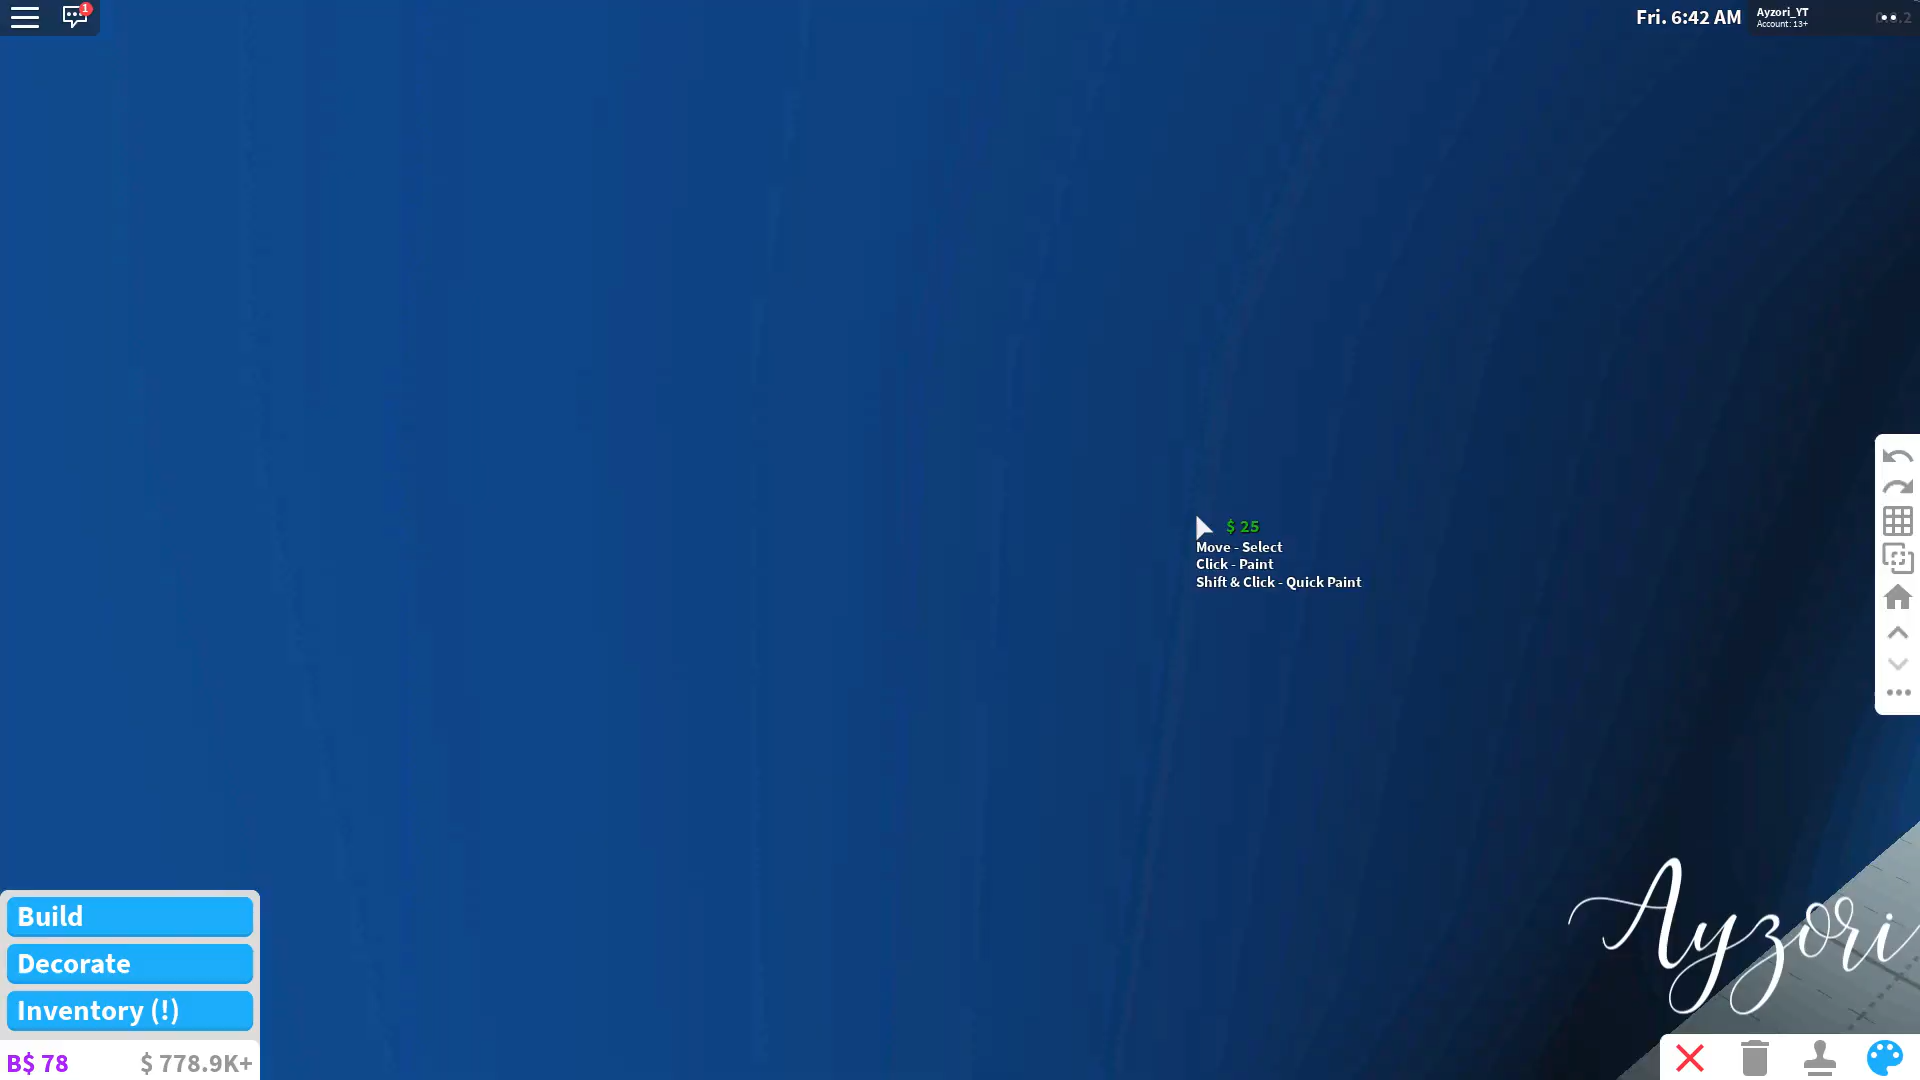 1
Fri. 6:42 AM
Ayzori_YT
Account: 13+
$ 25
Move - Select
Click - Paint
Shift & Click - Quick Paint
Build
Decorate
Inventory (!)
B$ 78
$ 778.9K+
Ayzori